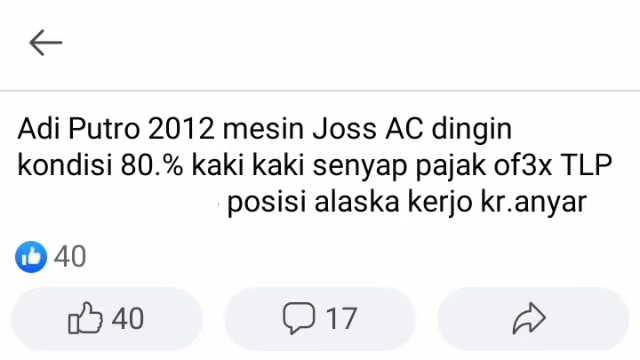 Adi Putro 2012 mesin Joss AC dingin
kondisi 80.% kaki kaki senyap pajak of3x TLP
posisi alaska kerjo kr.anyar
40
40 17